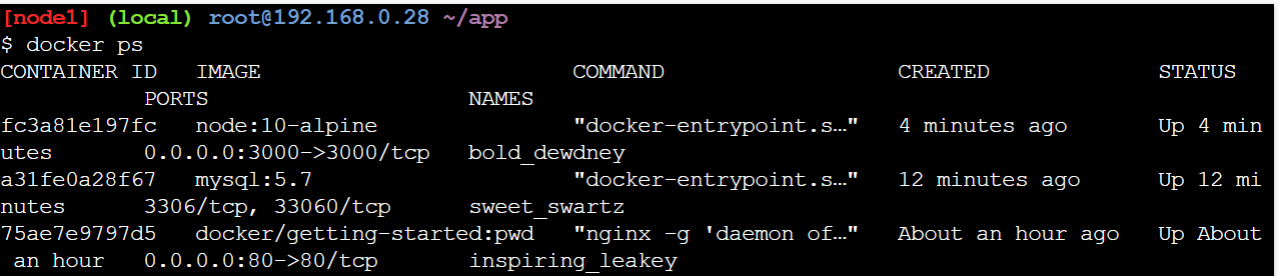 [node1] (local) root@192.168.0.28 ~/app
$ docker ps
CONTAINER ID   IMAGE                        COMMAND                  CREATED             STATUS
           PORTS                    NAMES
fc3a81e197fc   node:10-alpine               "docker-entrypoint.s…"   4 minutes ago       Up 4 min
utes       0.0.0.0:3000->3000/tcp   bold_dewdney
a31fe0a28f67   mysql:5.7                    "docker-entrypoint.s…"   12 minutes ago      Up 12 mi
nutes      3306/tcp, 33060/tcp      sweet_swartz
75ae7e9797d5   docker/getting-started:pwd   "nginx -g 'daemon of…"   About an hour ago   Up About
 an hour   0.0.0.0:80->80/tcp       inspiring_leakey